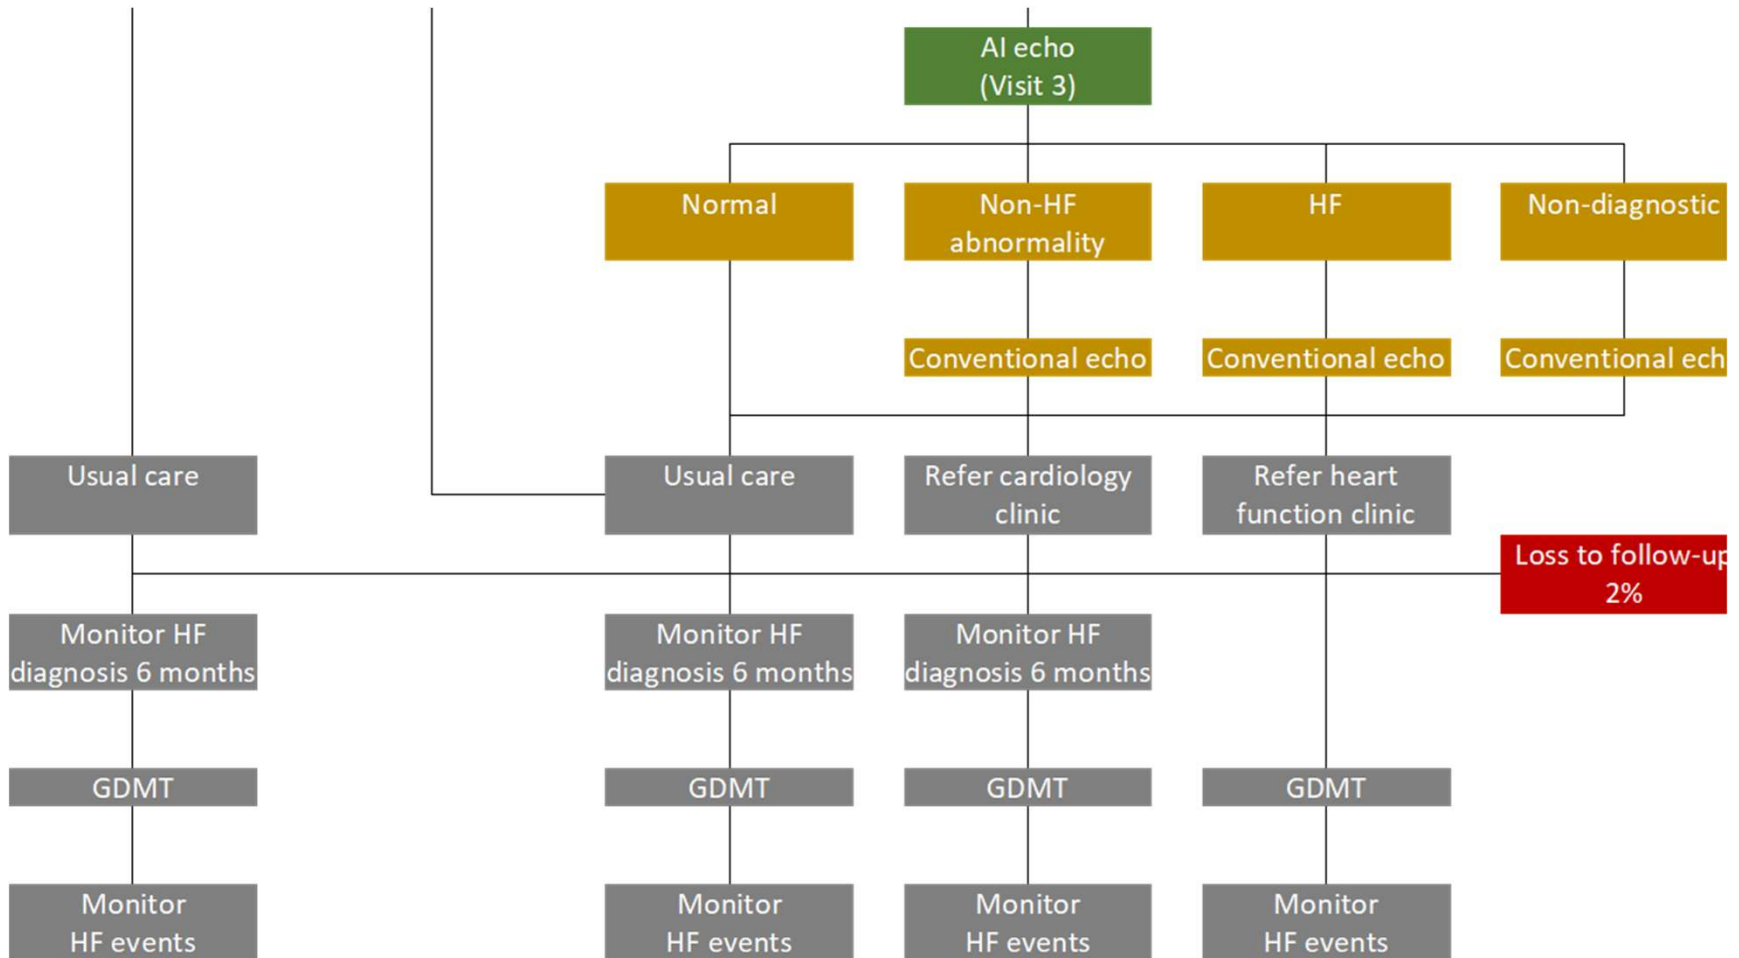 AI echo
(Visit 3)
Normal
Non-HF
abnormality
HF
Non-diagnostic
Conventional echo
Conventional echo
Conventional ech
Usual care
Usual care
Refer cardiology
clinic
Refer heart
function clinic
Loss to follow-up
2%
Monitor HF
diagnosis 6 months
Monitor HF
diagnosis 6 months
Monitor HF
diagnosis 6 months
GDMT
GDMT
GDMT
GDMT
Monitor
HF events
Monitor
HF events
Monitor
HF events
Monitor
HF events